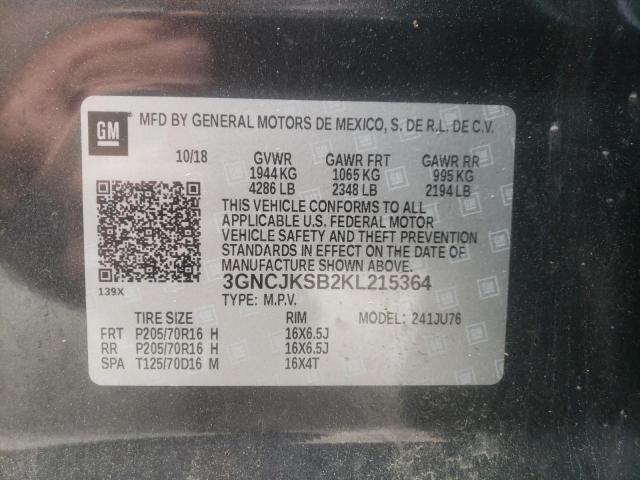 GM MFD BY GENERAL MOTORS DE MEXICO, S. DE R.L. DE C.V.
10/18 GVWR GAWR FRT GAWR RR
1944 KG 1065 KG 995 KG
4286 LB 2348 LB 2194 LB
THIS VEHICLE CONFORMS TO ALL
APPLICABLE U.S. FEDERAL MOTOR
VEHICLE SAFETY AND THEFT PREVENTION
STANDARDS IN EFFECT ON THE DATE OF
MANUFACTURE SHOWN ABOVE.
139X 3GNCJKSB2KL215364
TYPE: M.P.V.
TIRE SIZE RIM MODEL: 241JU76
FRT P205/70R16 H 16X6.5J
RR P205/70R16 H 16X6.5J
SPA T125/70D16 M 16X4T